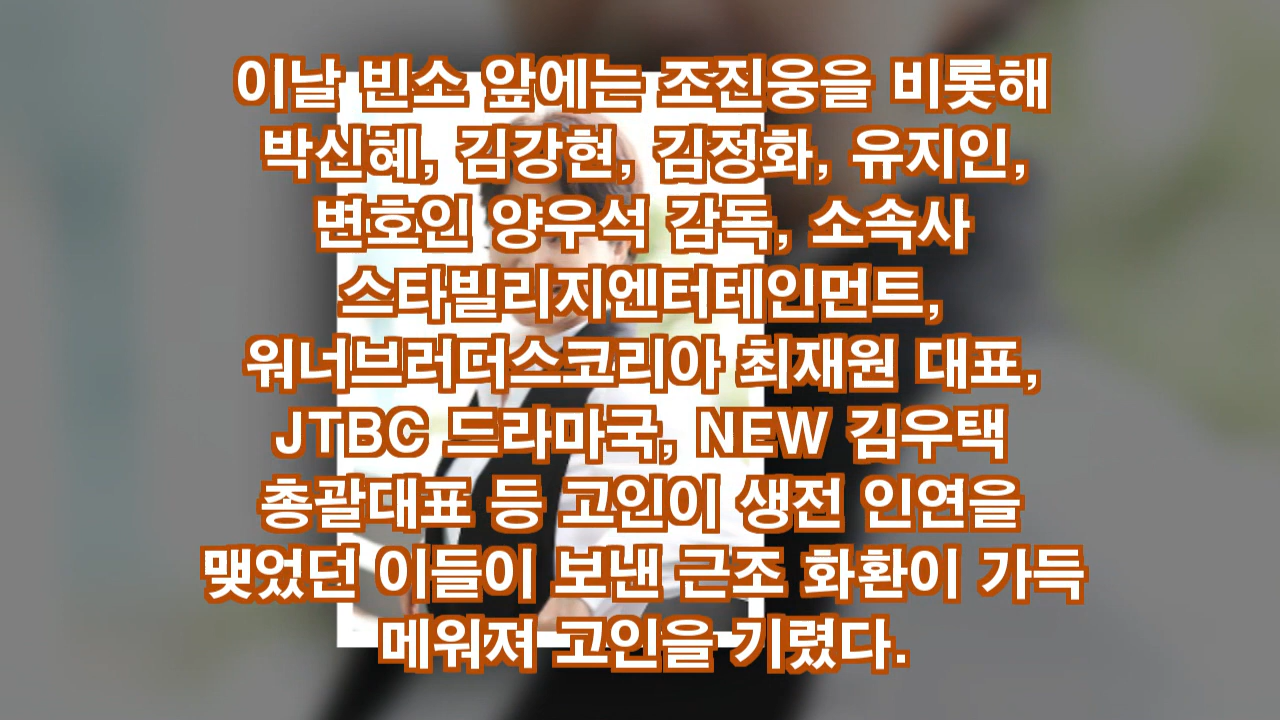 이날 빈소 앞에는 조진웅을 비롯해
박신혜, 김강현, 김정화, 유지인,
변호인 양우석 감독, 소속사
스타빌리지엔터테인먼트,
워너브러더스코리아 최재원 대표,
JTBC 드라마국, NEW 김우택
총괄대표 등 고인이 생전 인연을
맺었던 이들이 보낸 근조 화환이 가득
메워져 고인을 기렸다.